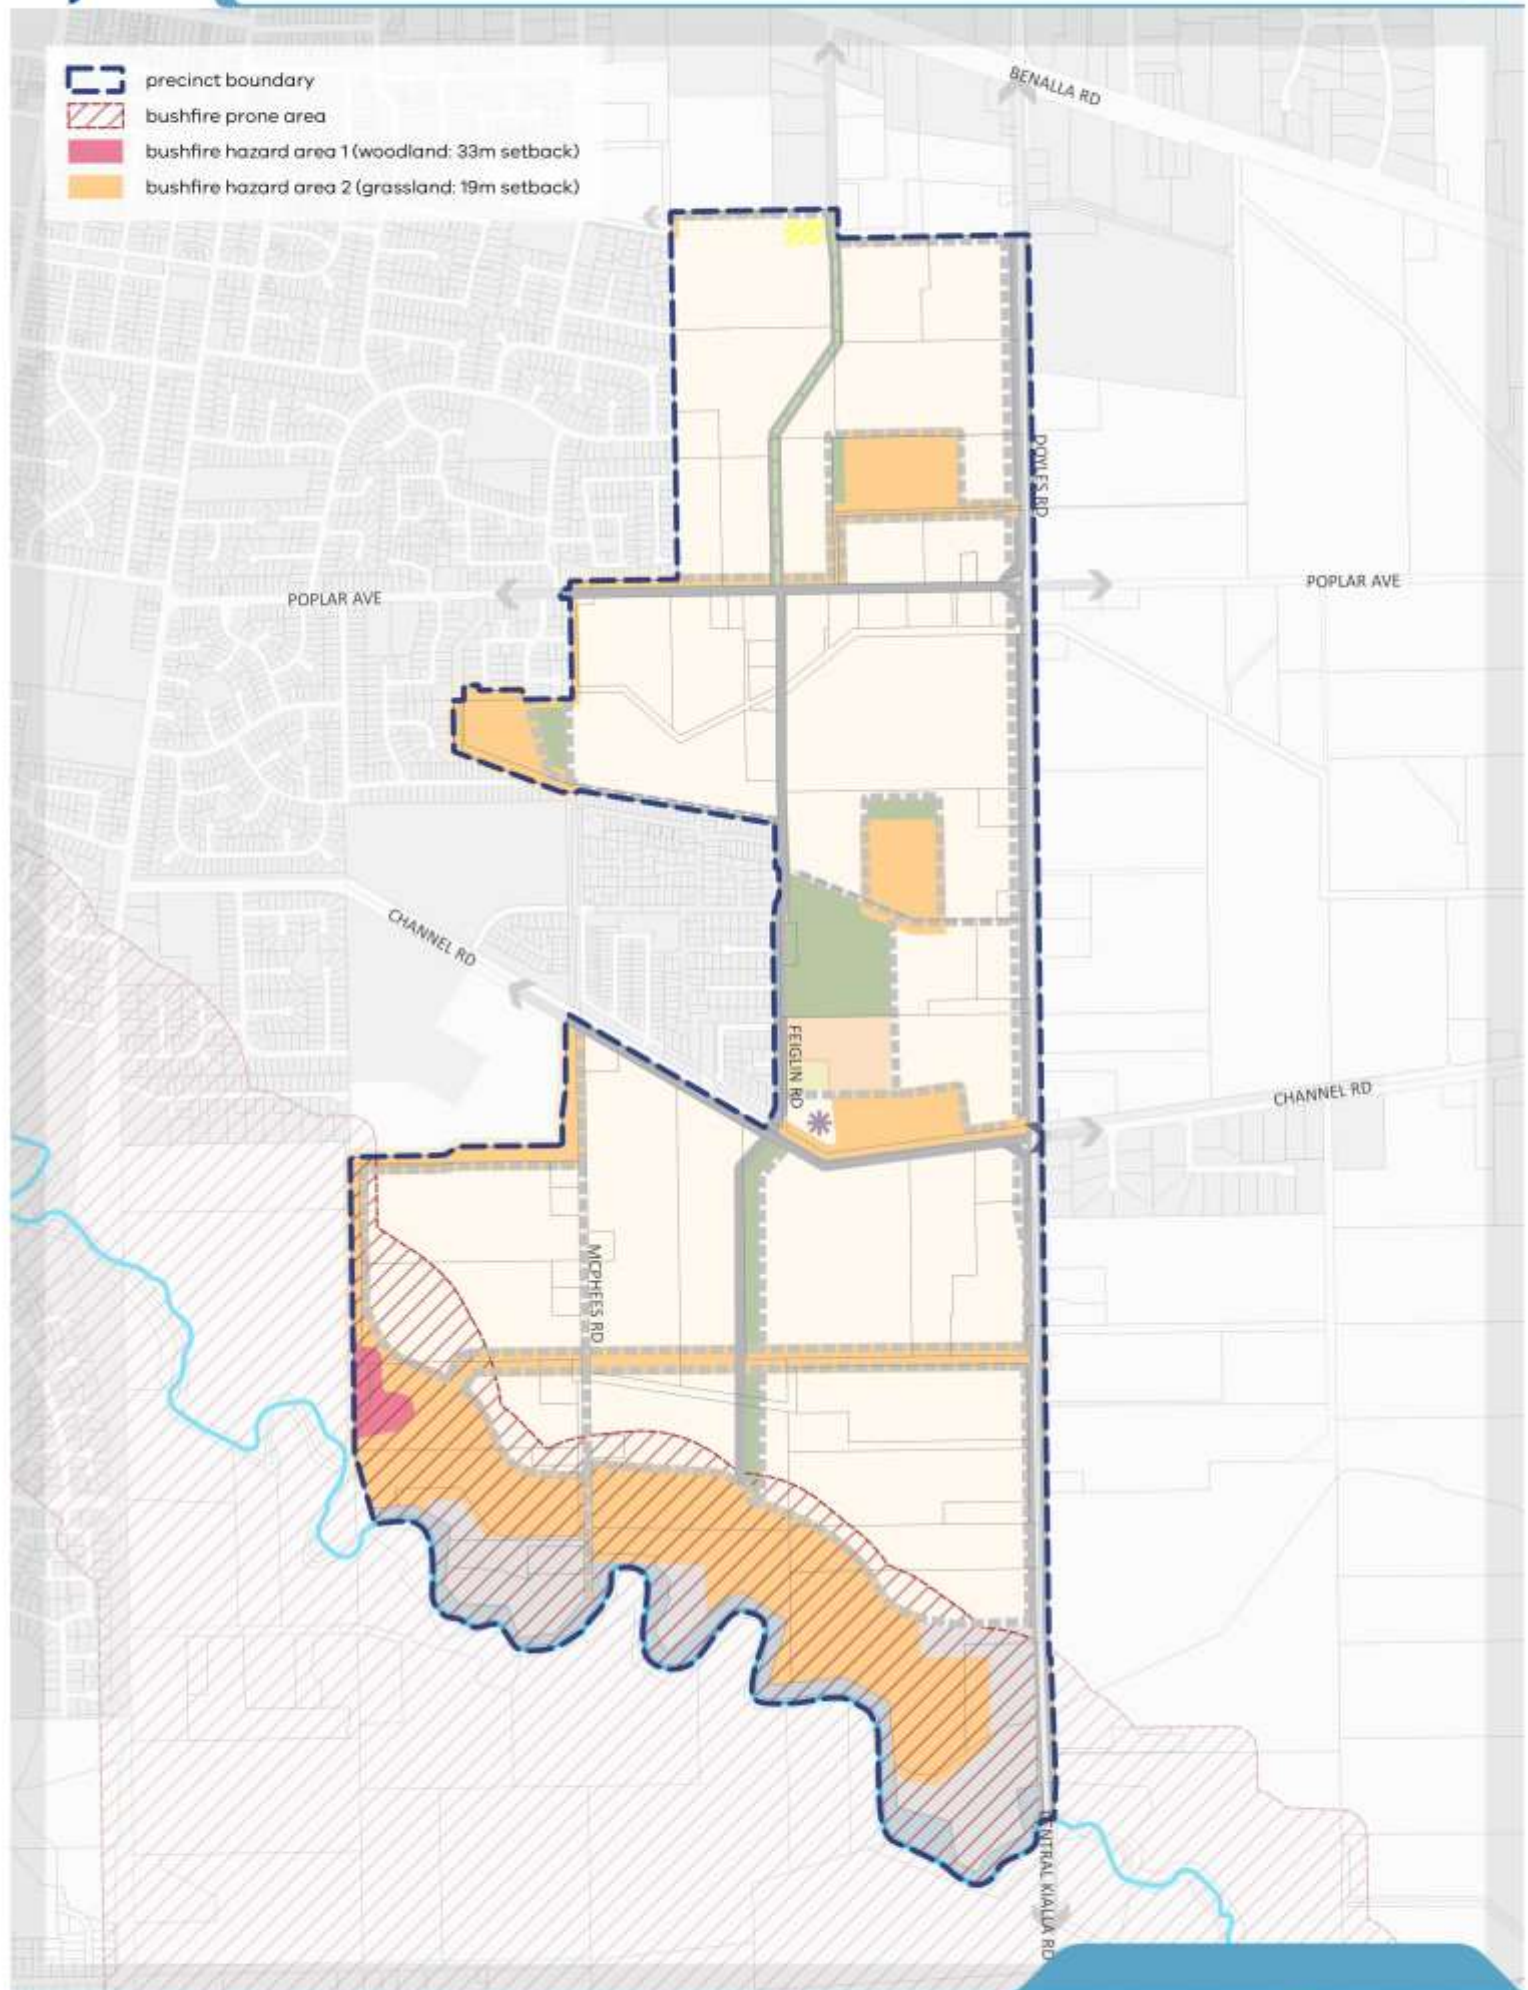 precinct boundary
bushfire prone area
bushfire hazard area 1 (woodland: 33m setback)
bushfire hazard area 2 (grassland: 19m setback)
BENALLA RD
DOYLES RD
POPLAR AVE
POPLAR AVE
CHANNEL RD
FEIGLIN RD
CHANNEL RD
MCPHEES RD
KIALLA RD